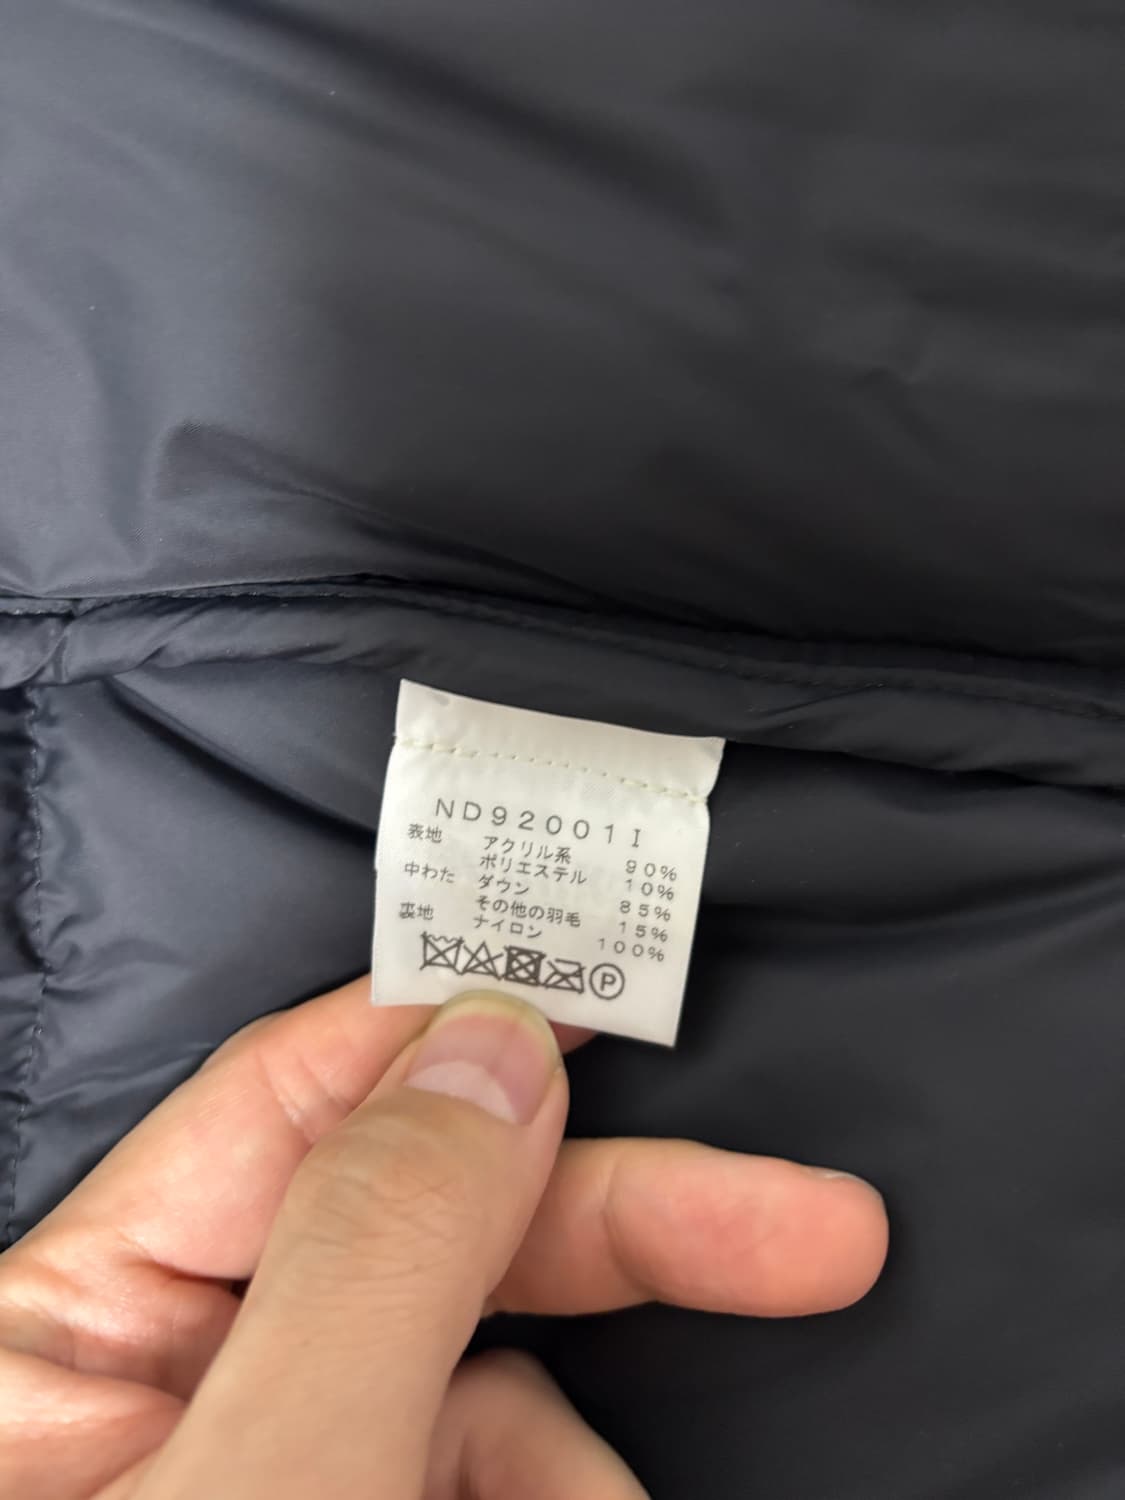 ND92001I
表地 アクリル系 90%
ポリエステル 10%
中わた ダウン 85%
その他の羽毛 15%
裏地 ナイロン 100%
P